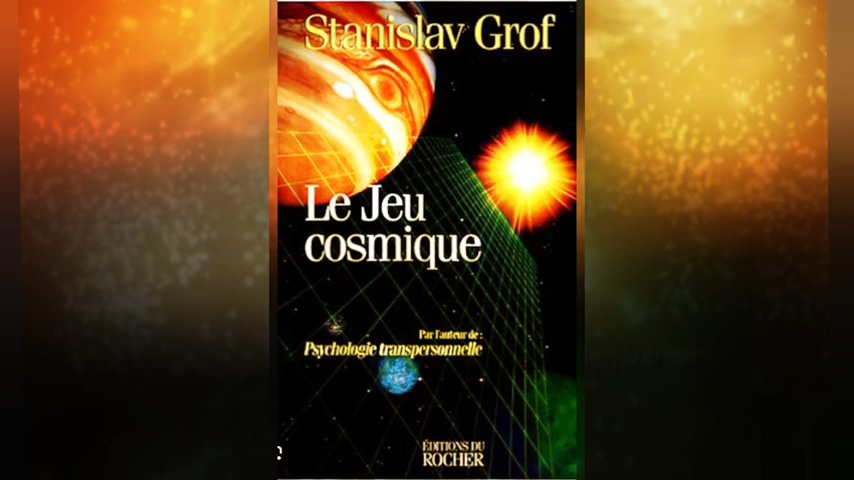 Stanislav Grof
Le Jeu
cosmique
Par l'auteur de :
Psychologie transpersonnelle
ÉDITIONS DU
ROCHER